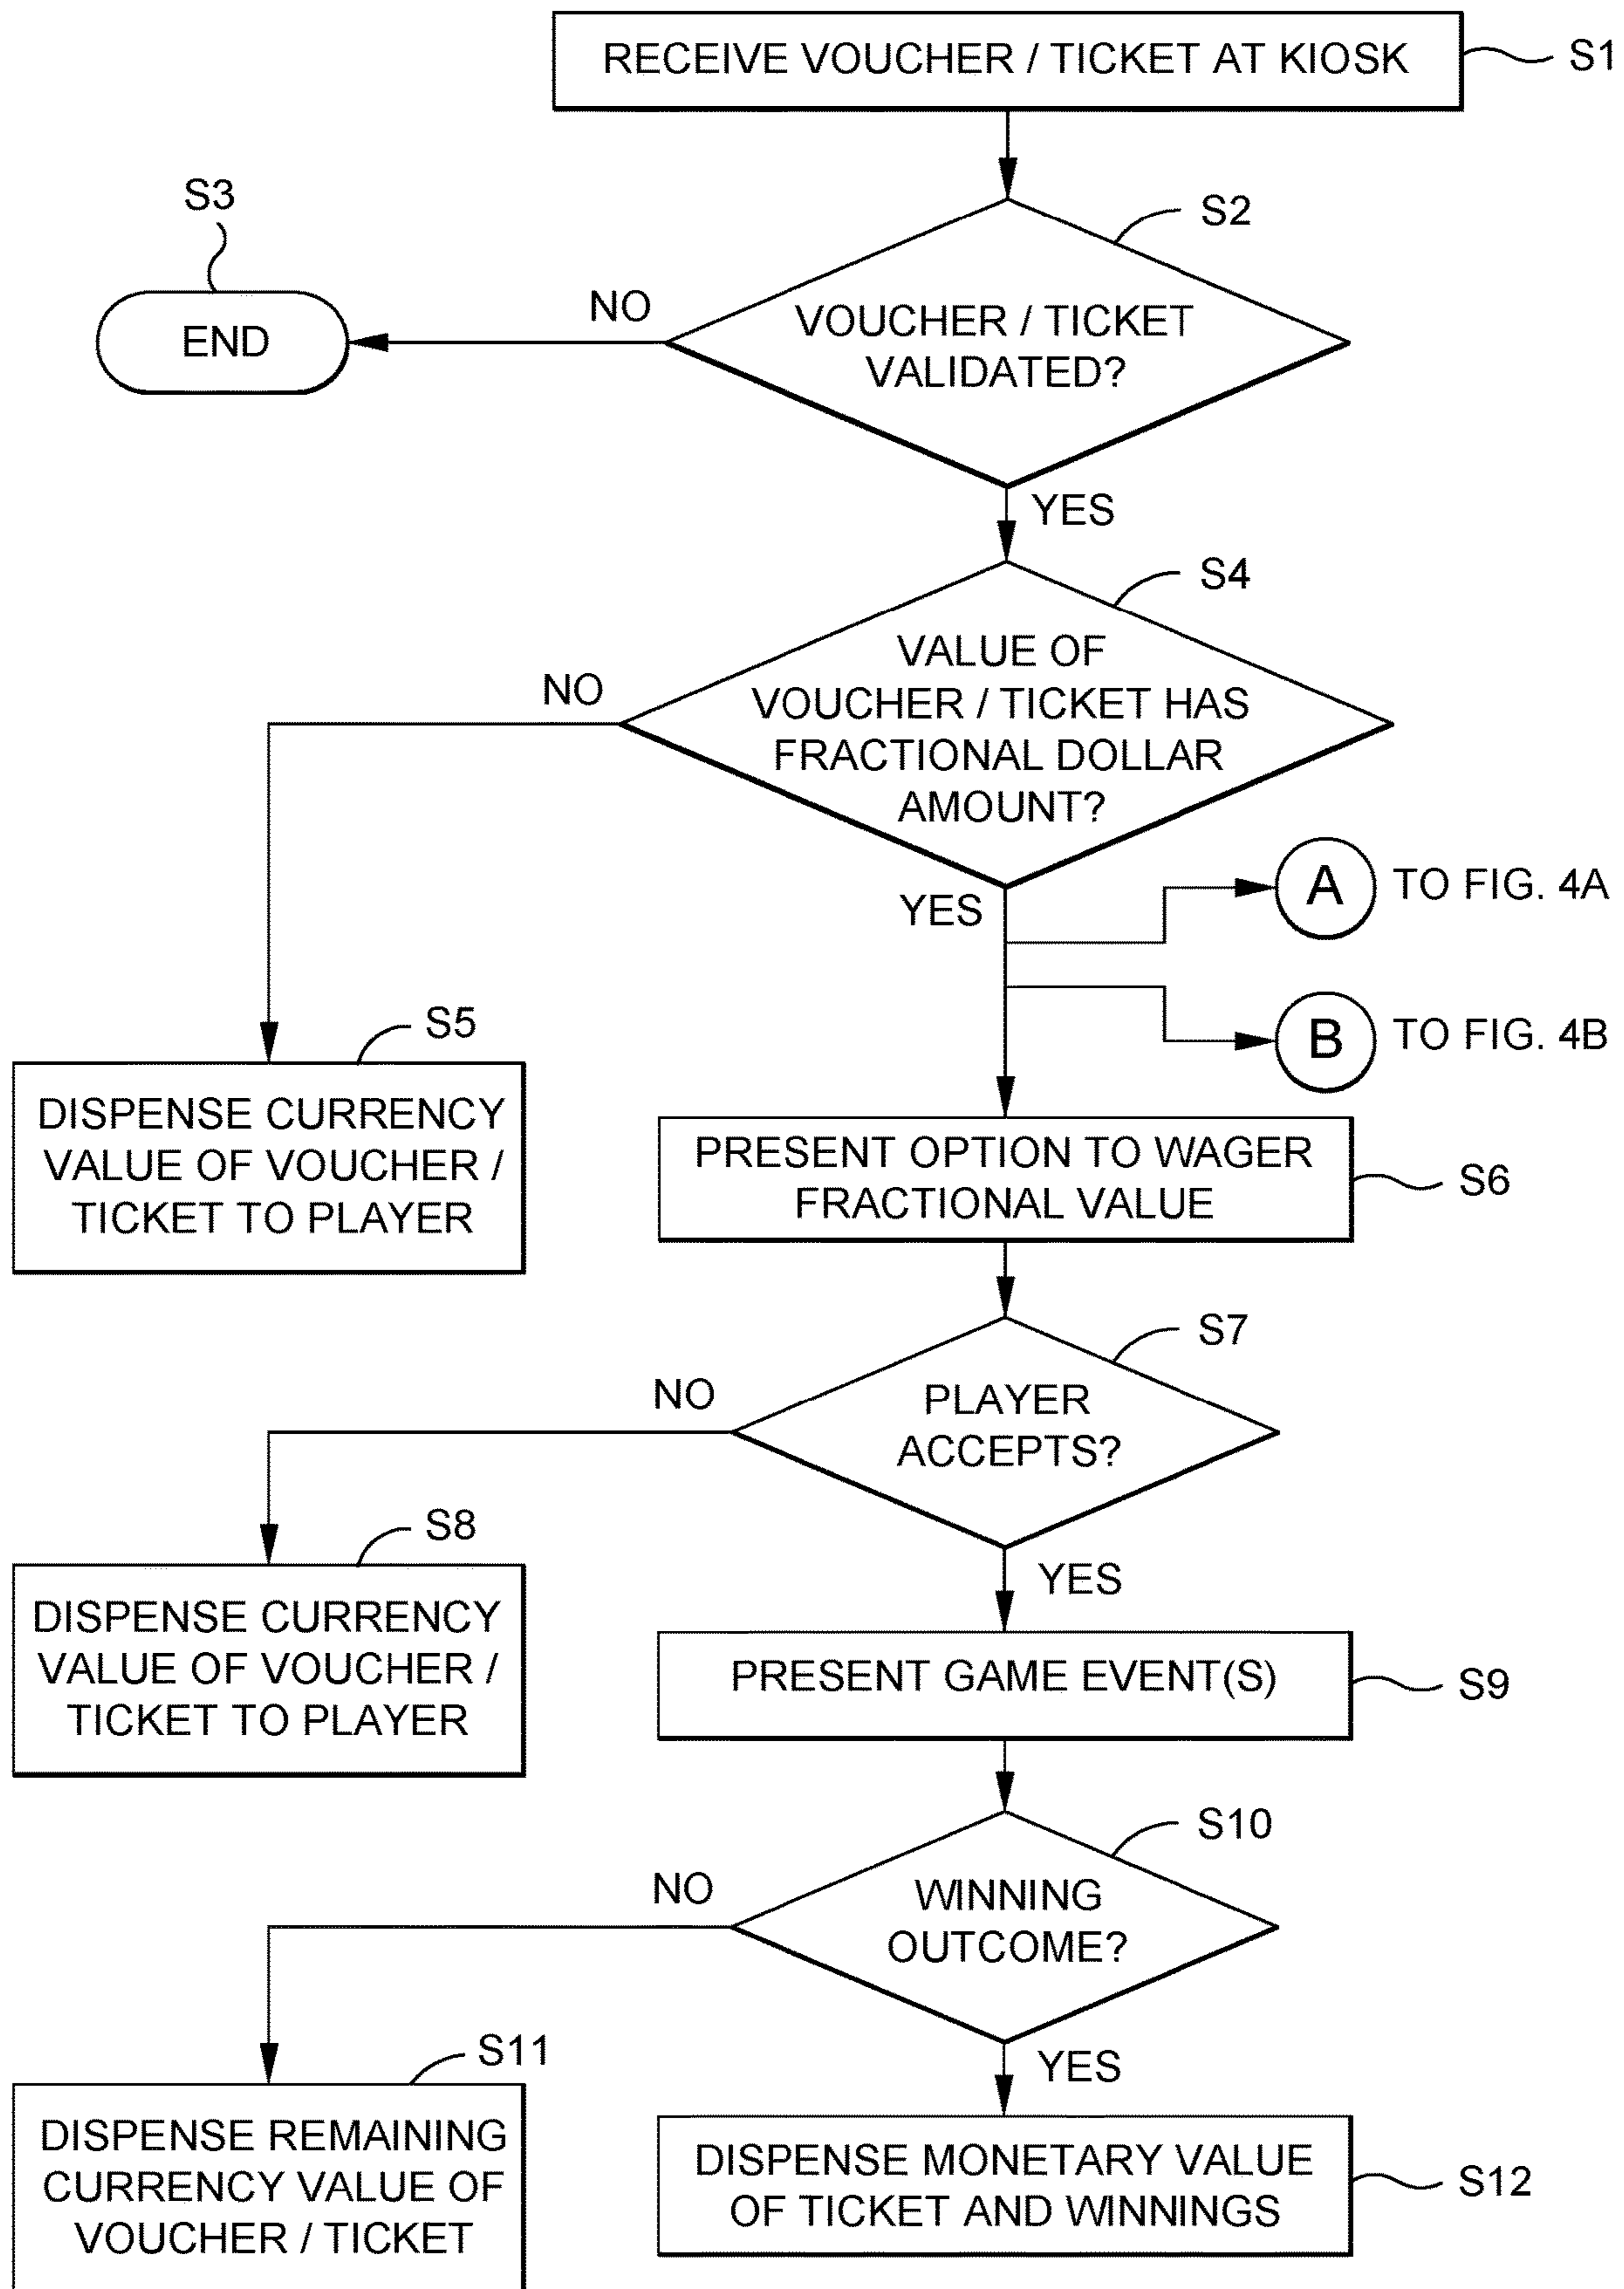 RECEIVE VOUCHER / TICKET AT KIOSK
S1
S3
S2
END
NO
VOUCHER / TICKET
VALIDATED?
YES
S4
VALUE OF
VOUCHER / TICKET HAS
FRACTIONAL DOLLAR
AMOUNT?
NO
YES
A
TO FIG. 4A
B
TO FIG. 4B
S5
DISPENSE CURRENCY
VALUE OF VOUCHER /
TICKET TO PLAYER
PRESENT OPTION TO WAGER
FRACTIONAL VALUE
S6
S7
NO
PLAYER
ACCEPTS?
S8
YES
DISPENSE CURRENCY
VALUE OF VOUCHER /
TICKET TO PLAYER
PRESENT GAME EVENT(S)
S9
S10
NO
WINNING
OUTCOME?
S11
YES
DISPENSE REMAINING
CURRENCY VALUE OF
VOUCHER / TICKET
DISPENSE MONETARY VALUE
OF TICKET AND WINNINGS
S12